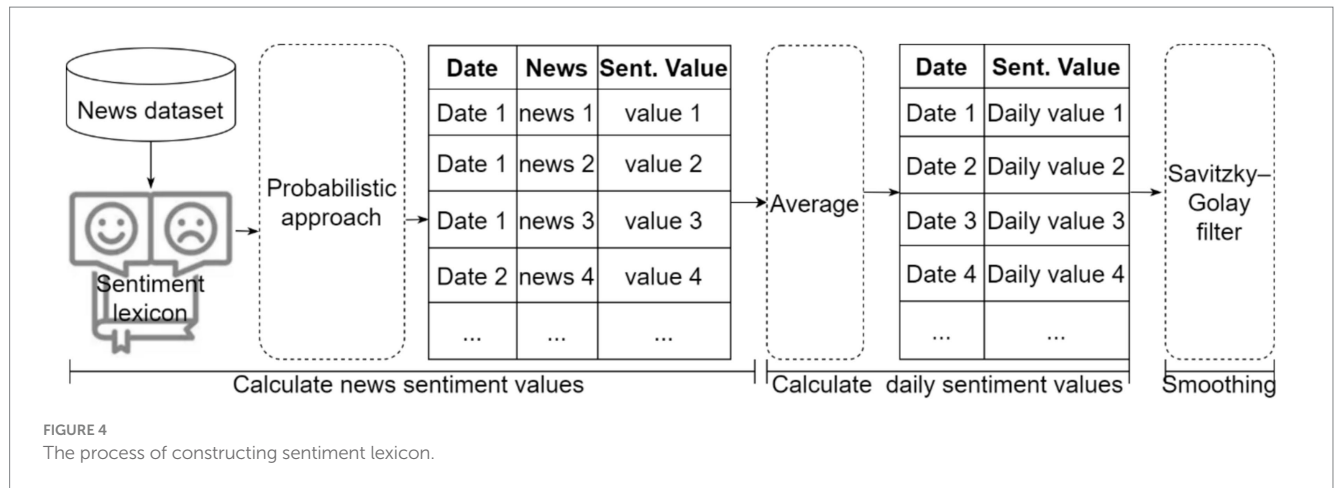 News dataset
Sentiment
lexicon
Probabilistic
approach
Date News Sent. Value
Date 1 news 1 value 1
Date 1 news 2 value 2
Date 1 news 3 value 3
Date 2 news 4 value 4
... ... ...
Average
Date Sent. Value
Date 1 Daily value 1
Date 2 Daily value 2
Date 3 Daily value 3
Date 4 Daily value 4
... ...
Savitzky–
Golay
filter
Calculate news sentiment values
Calculate daily sentiment values
Smoothing
FIGURE 4
The process of constructing sentiment lexicon.